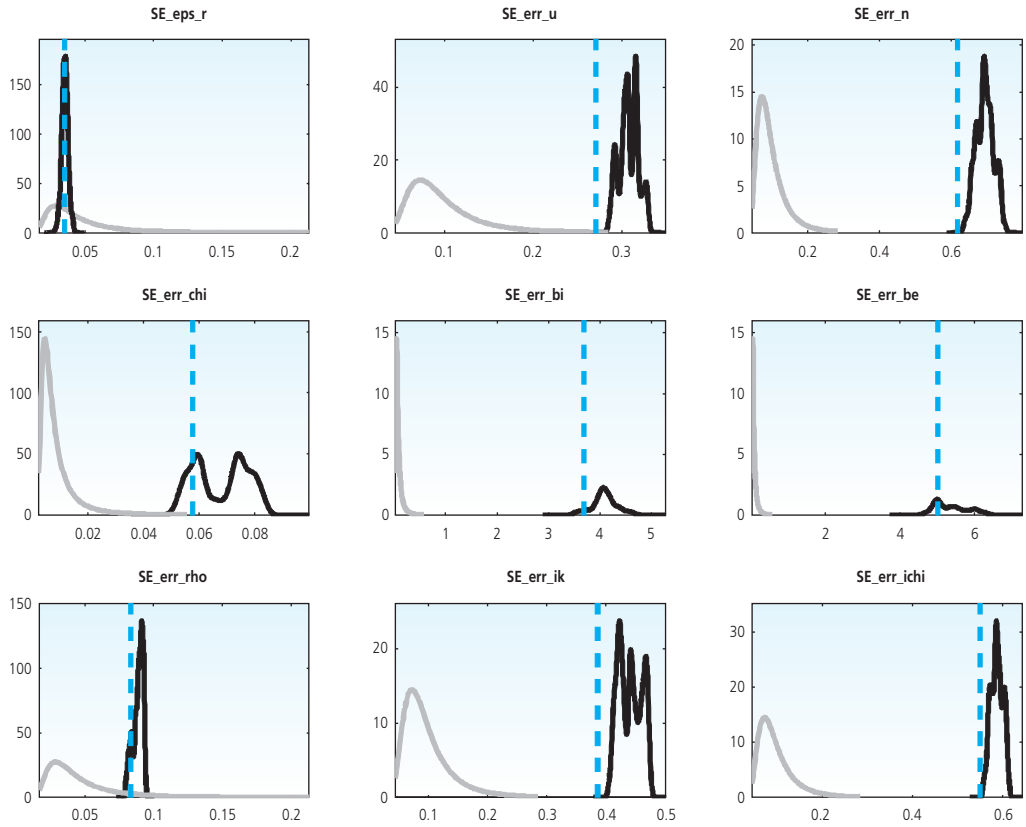 SE_eps_r SE_err_u SE_err_n
150
100
50
0
0.05 0.1 0.15 0.2
40
20
0
0.1 0.2 0.3
20
15
10
5
0
0.2 0.4 0.6
SE_err_chi SE_err_bi SE_err_be
150
100
50
0
0.02 0.04 0.06 0.08
15
10
5
0
1 2 3 4 5
15
10
5
0
2 4 6
SE_err_rho SE_err_ik SE_err_ichi
150
100
50
0
0.05 0.1 0.15 0.2
20
10
0
0.1 0.2 0.3 0.4 0.5
30
20
10
0
0.2 0.4 0.6